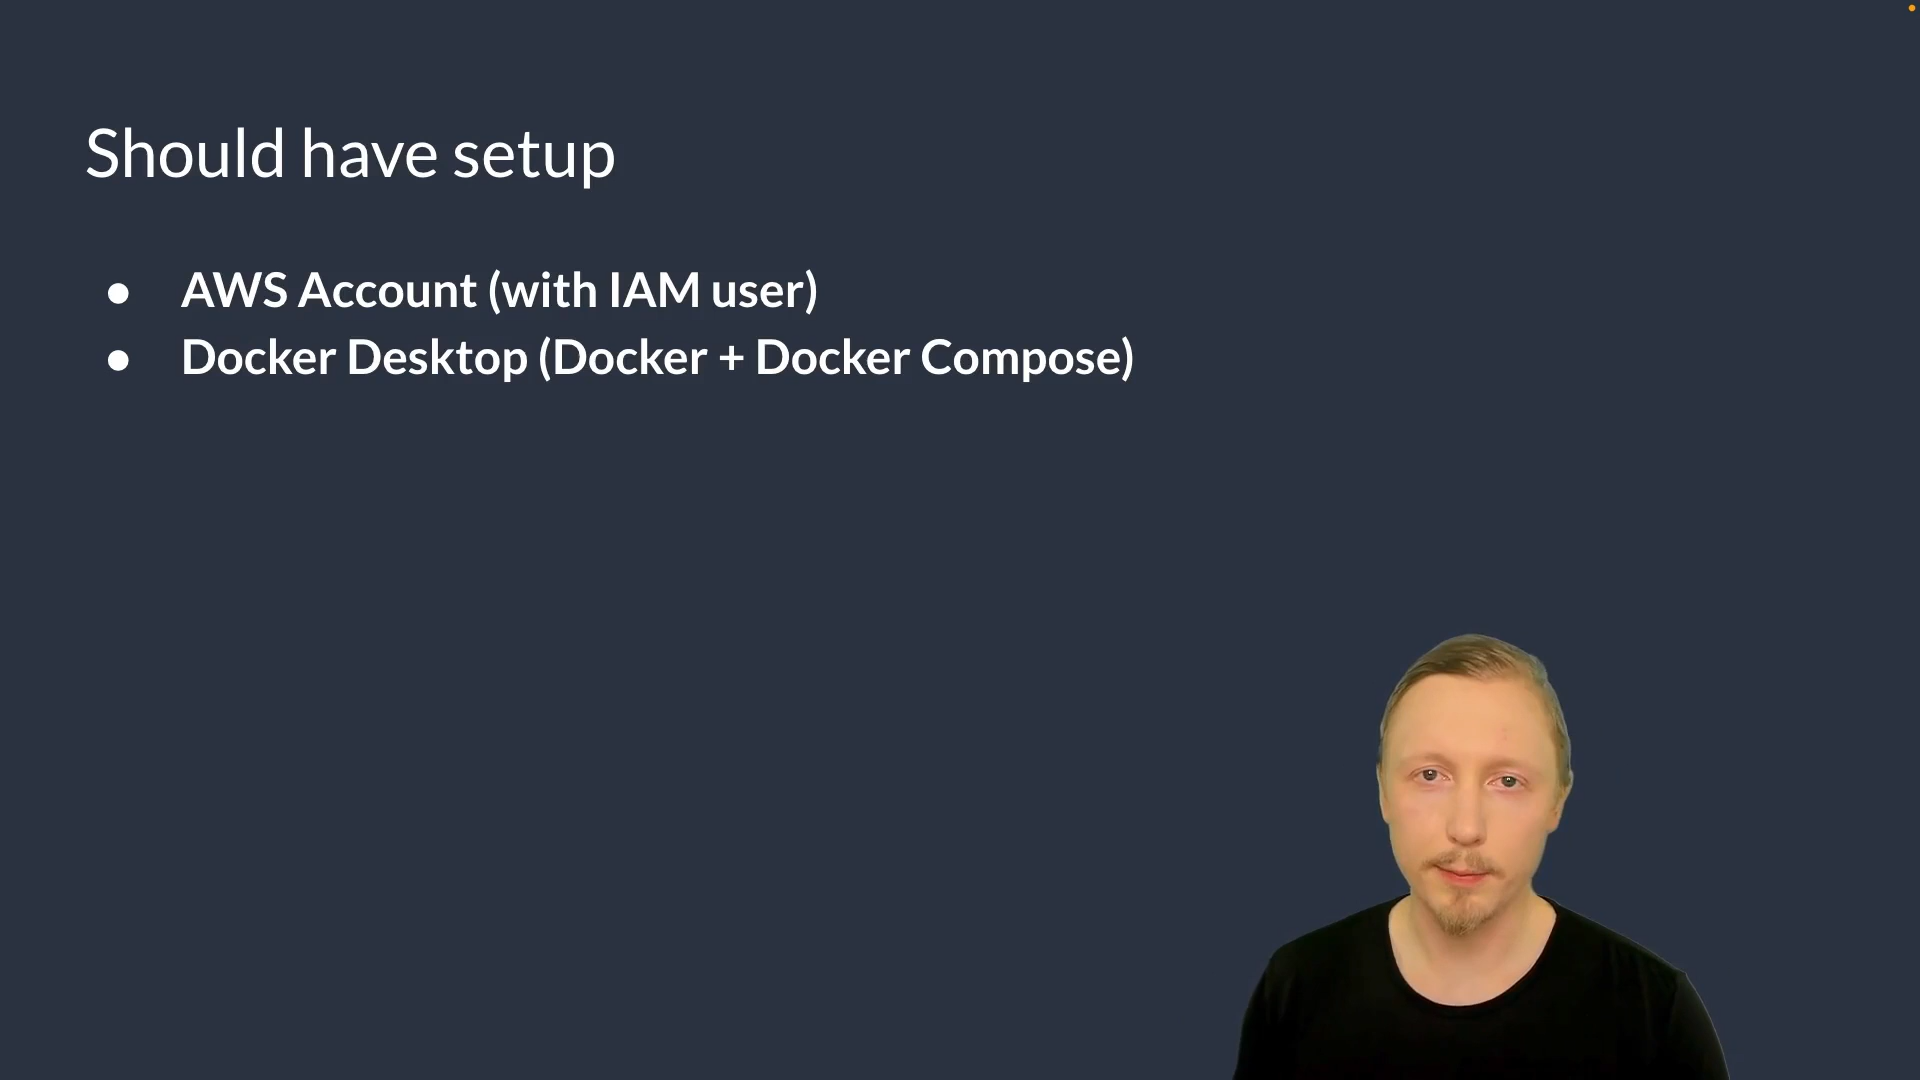 Should have setup
● AWS Account (with IAM user)
● Docker Desktop (Docker + Docker Compose)